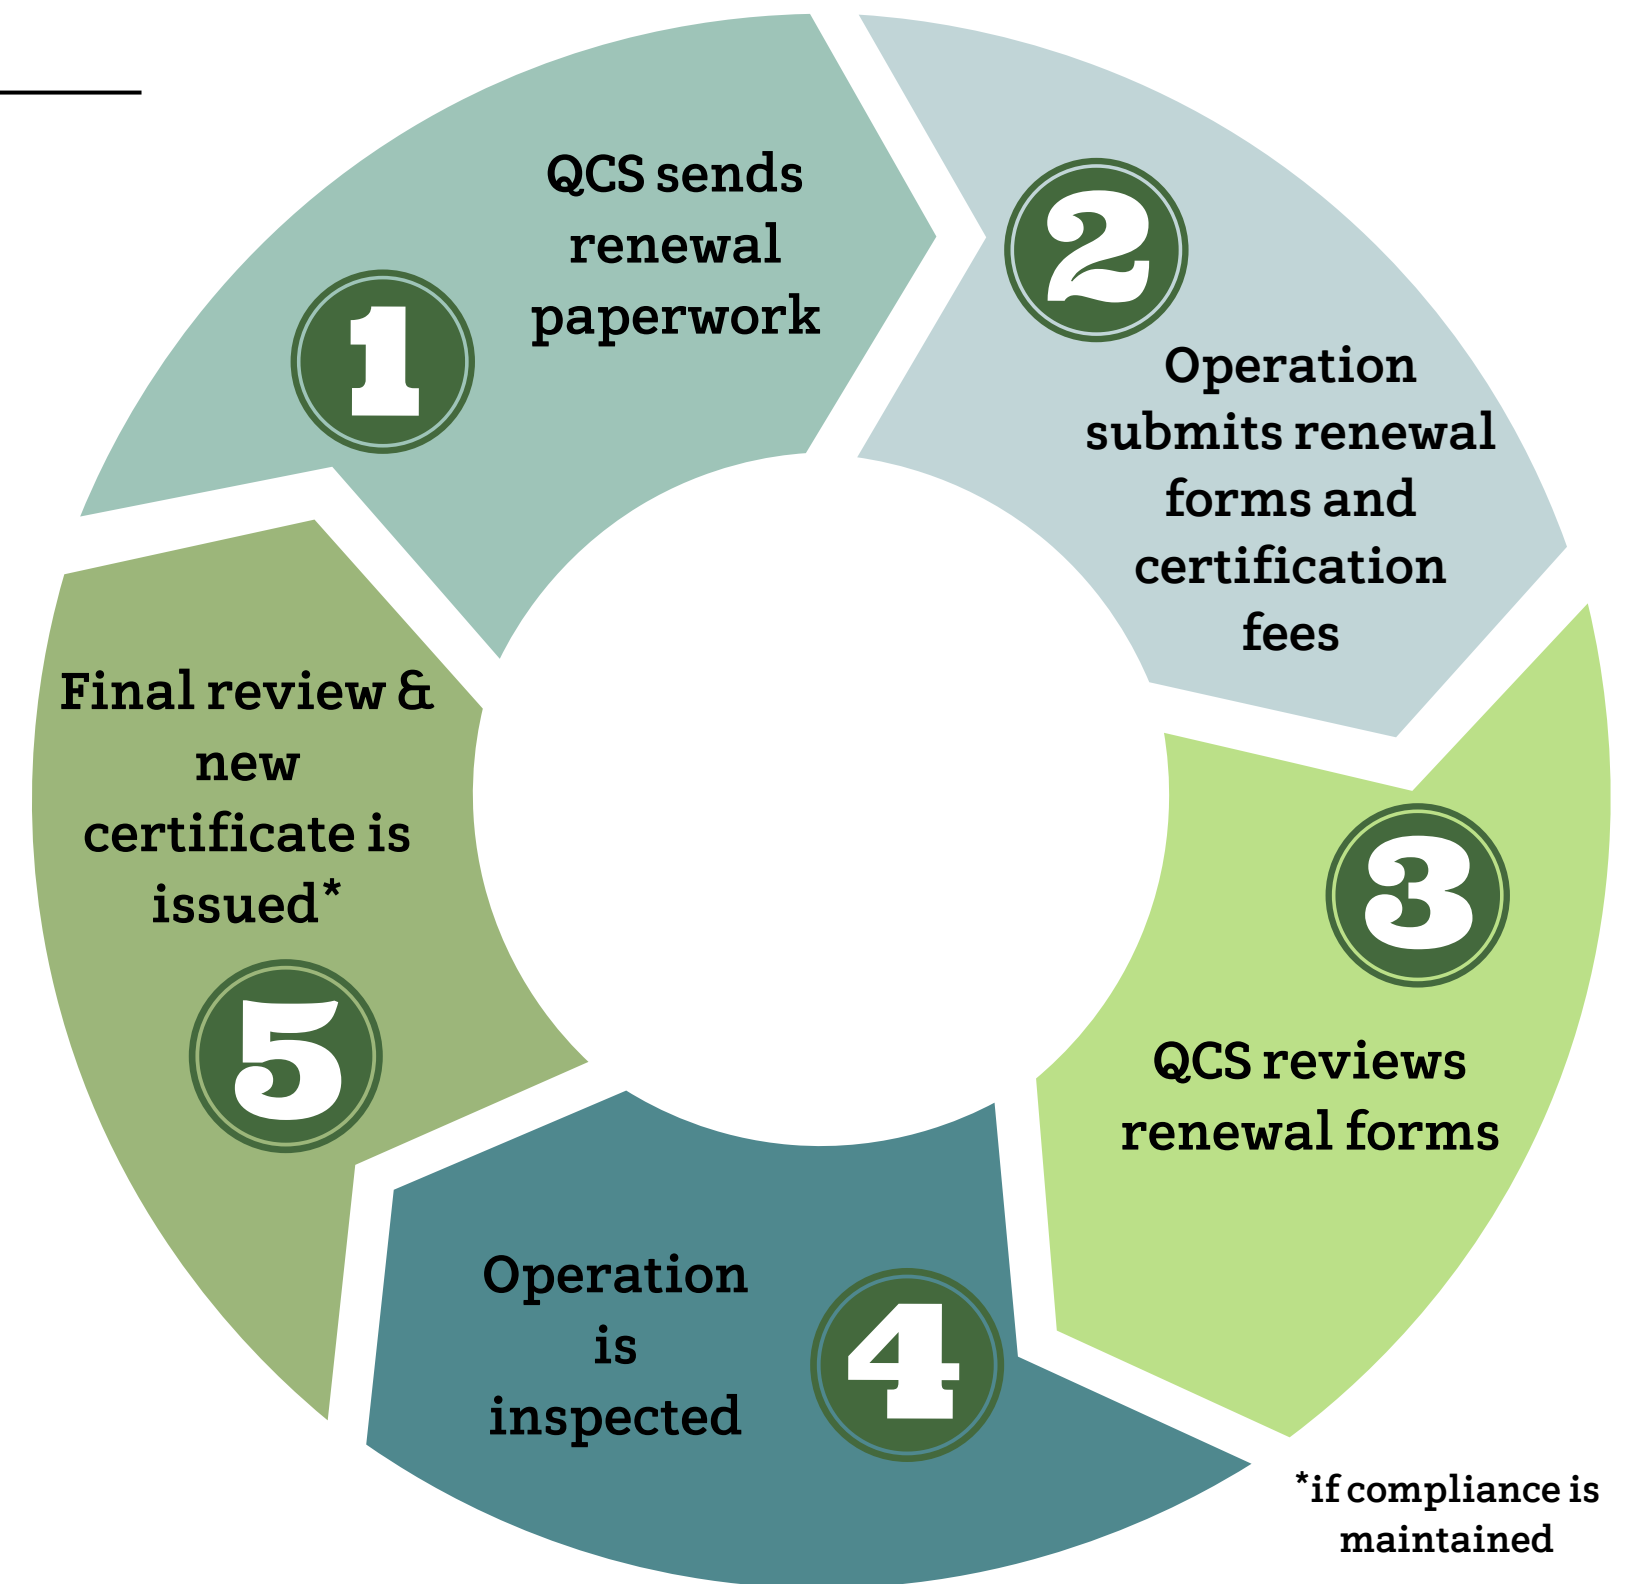 1
QCS sends
renewal
paperwork
2
Operation
submits renewal
forms and
certification
fees
3
QCS reviews
renewal forms
4
Operation
is
inspected
5
Final review &
new
certificate is
issued*
*if compliance is
maintained